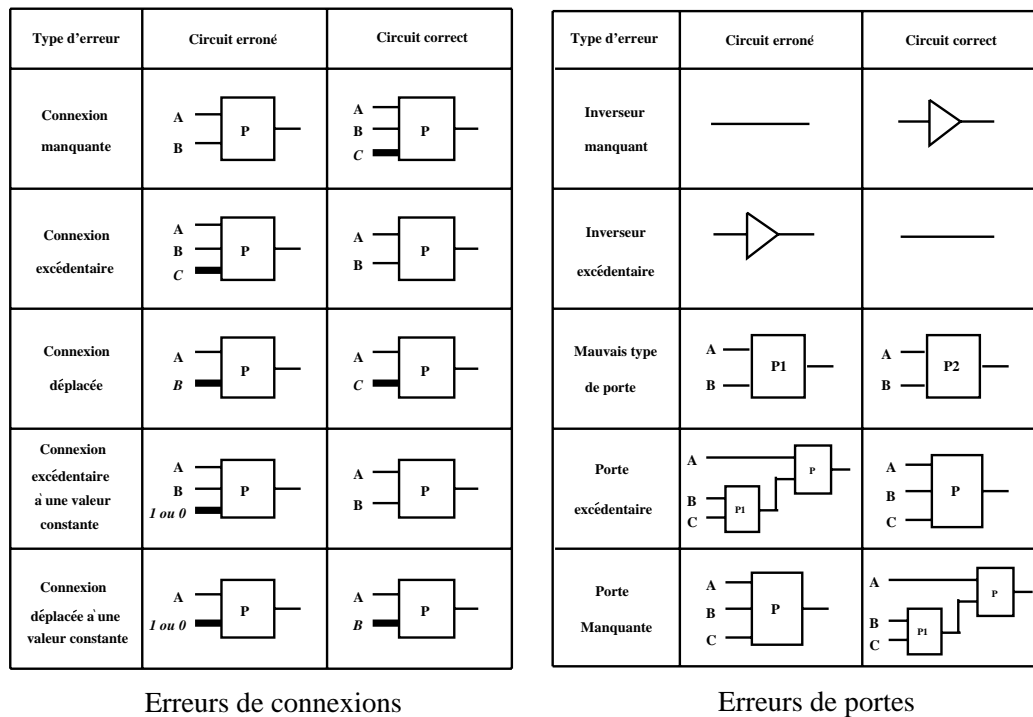 Type d'erreur
Circuit erroné
Circuit correct
Connexion
manquante
A
B
P
A
B
C
P
Connexion
excédentaire
A
B
C
P
A
B
P
Connexion
déplacée
A
B
P
A
C
P
Connexion
excédentaire
à une valeur
constante
A
B
1 ou 0
P
A
B
P
Connexion
déplacée à une
valeur constante
A
1 ou 0
P
A
B
P
Erreurs de connexions
Type d'erreur
Circuit erroné
Circuit correct
Inverseur
manquant
Inverseur
excédentaire
Mauvais type
de porte
A
B
P1
A
B
P2
Porte
excédentaire
A
B
C
P1
P
A
B
C
P
Porte
Manquante
A
B
C
P
A
B
C
P1
P
Erreurs de portes